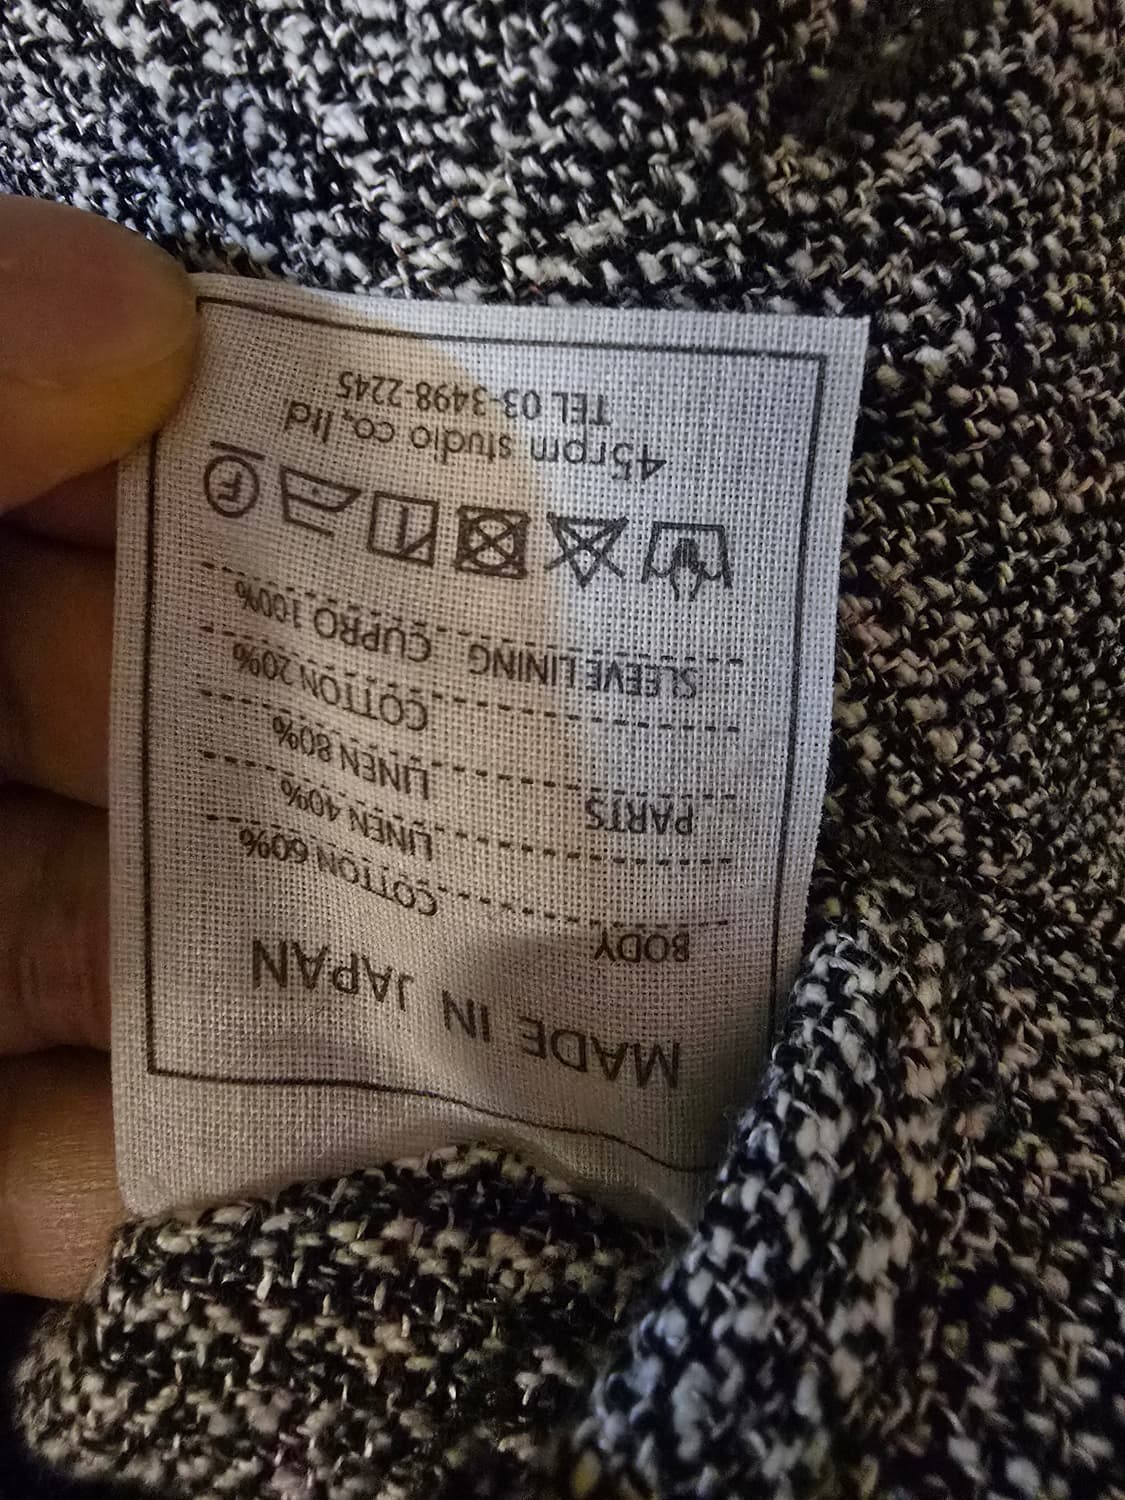 MADE IN JAPAN
BODY COTTON 60%
LINEN 40%
PARTS LINEN 80%
COTTON 20%
SLEEVE LINING CUPRO 100%
F
45rpm studio co.,ltd
TEL 03-3498-2245